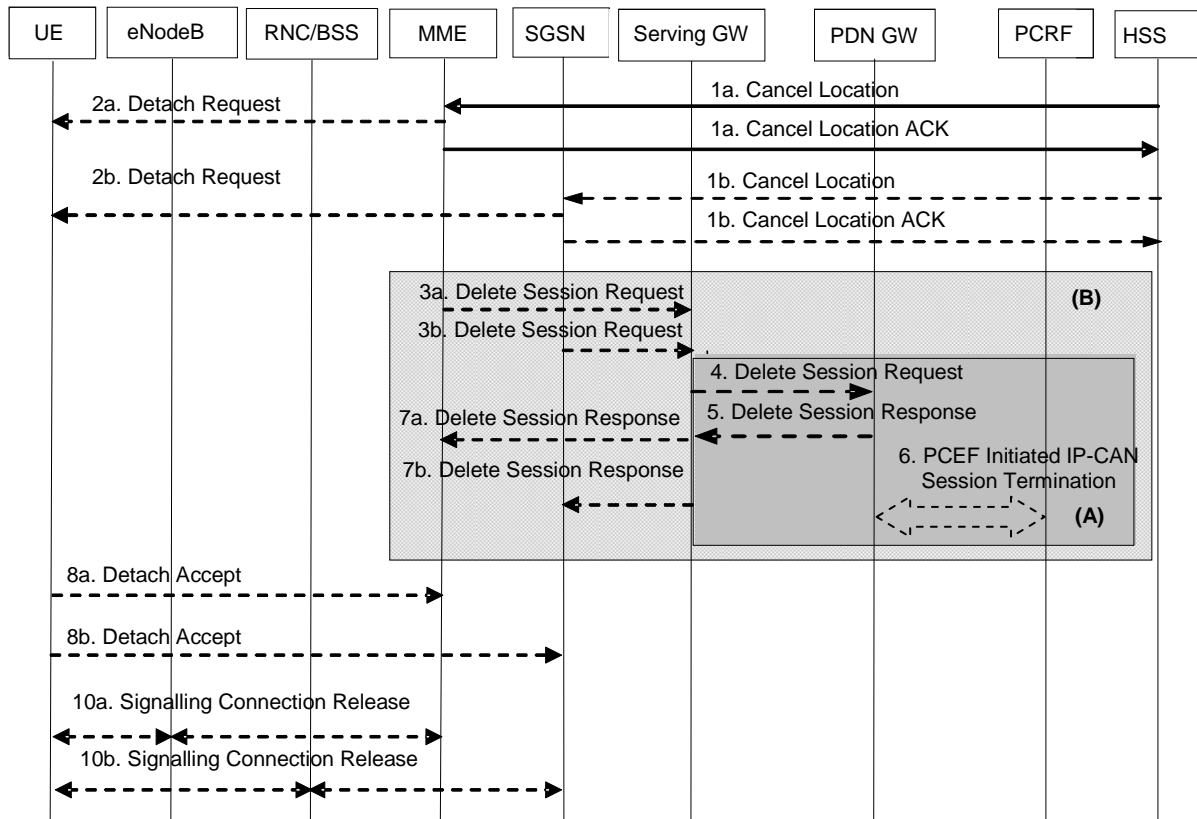 UE
eNodeB
RNC/BSS
MME
SGSN
Serving GW
PDN GW
PCRF
HSS
1a. Cancel Location
2a. Detach Request
1a. Cancel Location ACK
2b. Detach Request
1b. Cancel Location
1b. Cancel Location ACK
3a. Delete Session Request
(B)
3b. Delete Session Request
4. Delete Session Request
7a. Delete Session Response
5. Delete Session Response
7b. Delete Session Response
6. PCEF Initiated IP-CAN
Session Termination
(A)
8a. Detach Accept
8b. Detach Accept
10a. Signalling Connection Release
10b. Signalling Connection Release